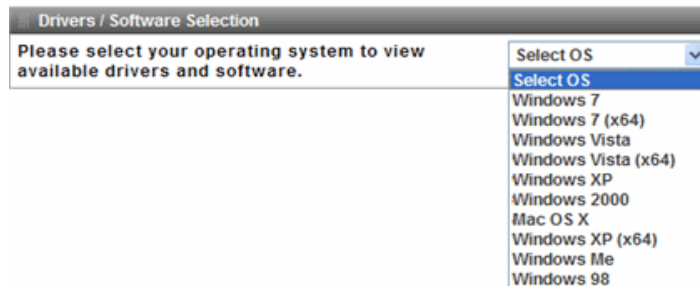 Drivers / Software Selection
Please select your operating system to view
available drivers and software.
Select OS
Select OS
Windows 7
Windows 7 (x64)
Windows Vista
Windows Vista (x64)
Windows XP
Windows 2000
Mac OS X
Windows XP (x64)
Windows Me
Windows 98